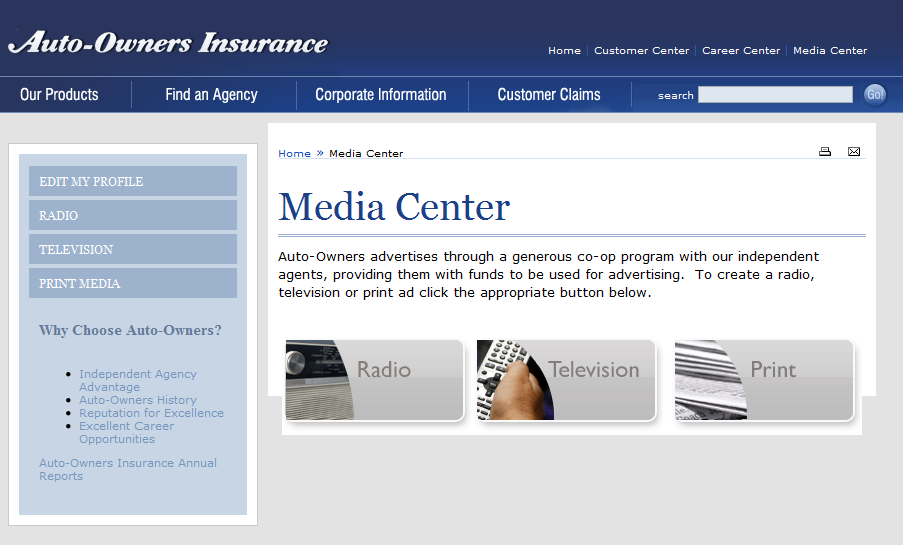 Auto-Owners Insurance
Home | Customer Center | Career Center | Media Center
Our Products
Find an Agency
Corporate Information
Customer Claims
search
Go!
EDIT MY PROFILE
RADIO
TELEVISION
PRINT MEDIA
Why Choose Auto-Owners?
Independent Agency
Advantage
Auto-Owners History
Reputation for Excellence
Excellent Career
Opportunities
Auto-Owners Insurance Annual
Reports
Home » Media Center
Media Center
Auto-Owners advertises through a generous co-op program with our independent
agents, providing them with funds to be used for advertising.  To create a radio,
television or print ad click the appropriate button below.
Radio
Television
Print